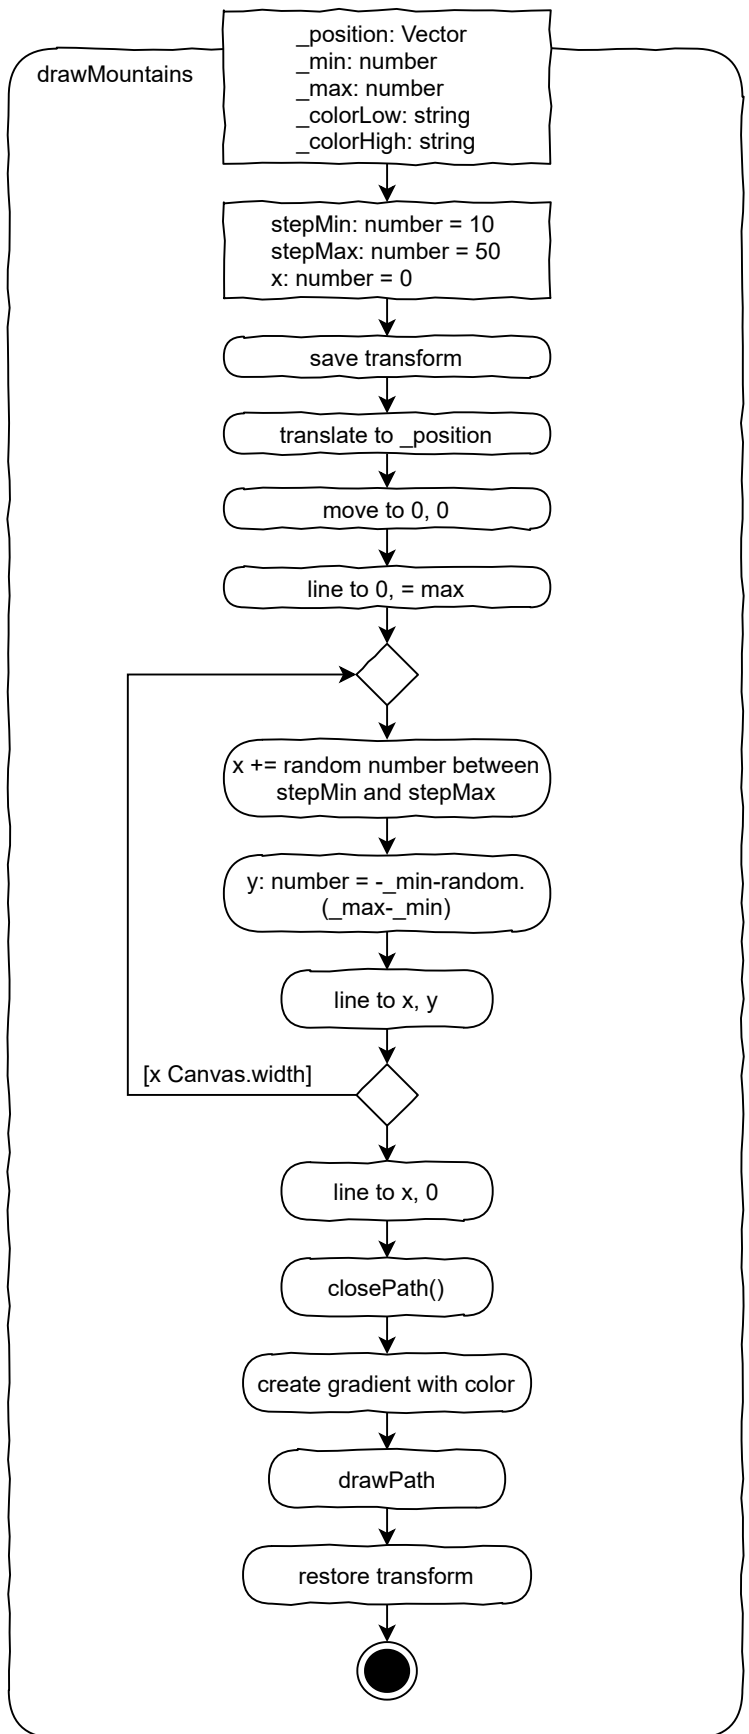 _position: Vector
_min: number
_max: number
_colorLow: string
_colorHigh: string
drawMountains
stepMin: number = 10
stepMax: number = 50
x: number = 0
save transform
translate to _position
move to 0, 0
line to 0, = max
x += random number between
stepMin and stepMax
y: number = -_min-random.
(_max-_min)
line to x, y
[x Canvas.width]
line to x, 0
closePath()
create gradient with color
drawPath
restore transform